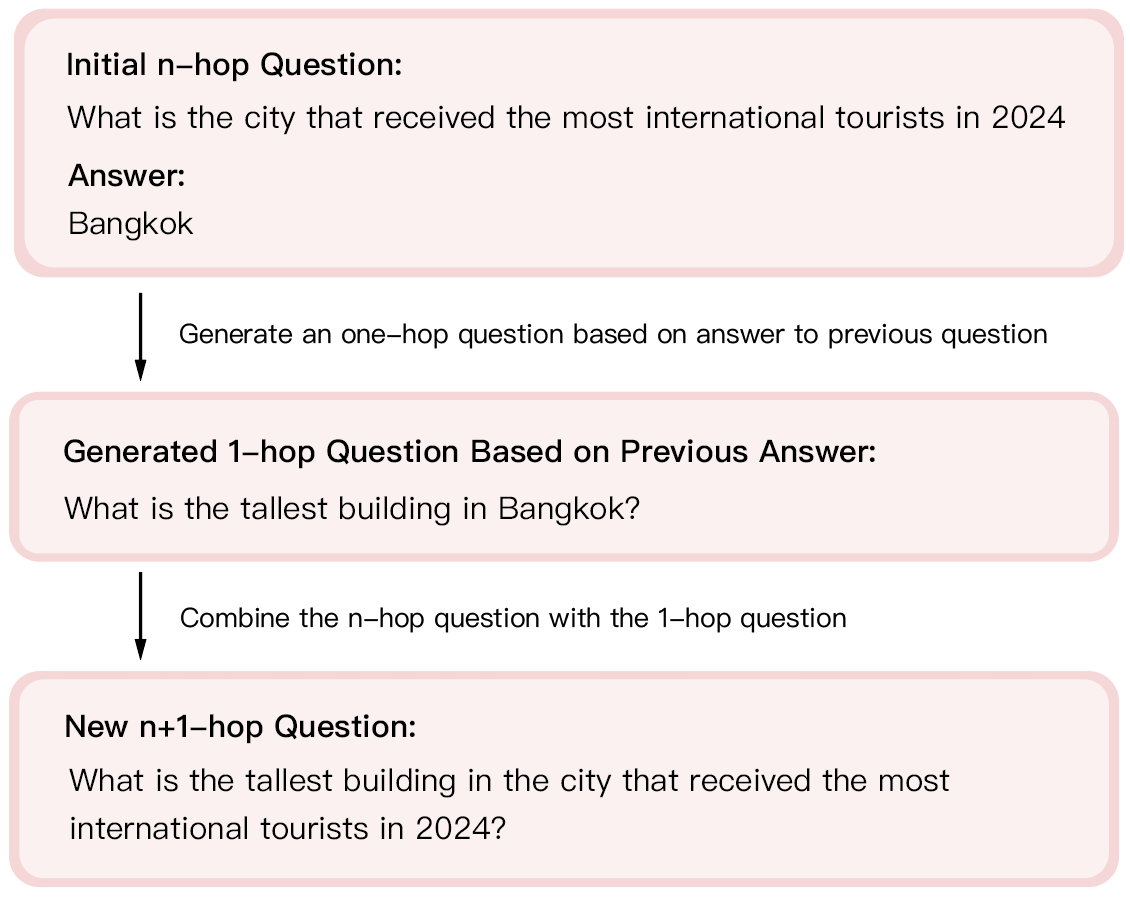 Initial n–hop Question:
What is the city that received the most international tourists in 2024
Answer:
Bangkok
Generate an one–hop question based on answer to previous question
Generated 1–hop Question Based on Previous Answer:
What is the tallest building in Bangkok?
Combine the n–hop question with the 1–hop question
New n+1–hop Question:
What is the tallest building in the city that received the most
international tourists in 2024?